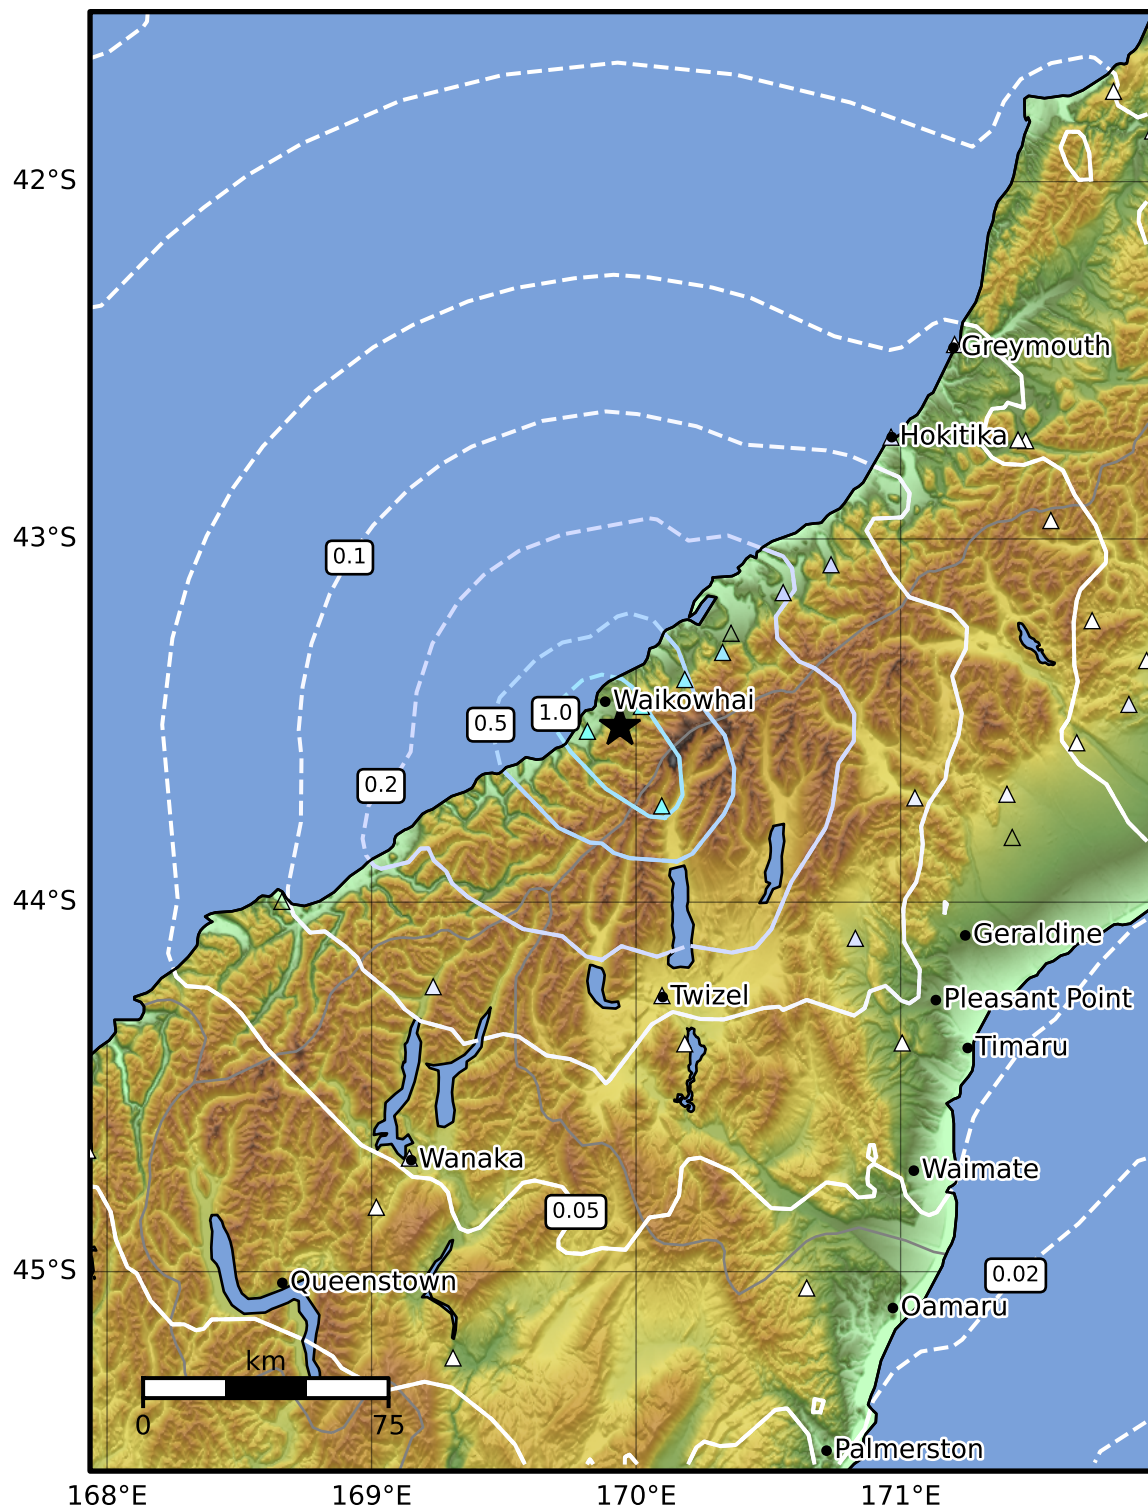 42°S
Greymouth
Hokitika
43°S
0.1
Waikowhai
1.0
0.5
0.2
44°S
Geraldine
Twizel
Pleasant Point
Timaru
Wanaka
Waimate
0.05
45°S
Queenstown
0.02
Oamaru
km
0
75
Palmerston
168°E
169°E
170°E
171°E